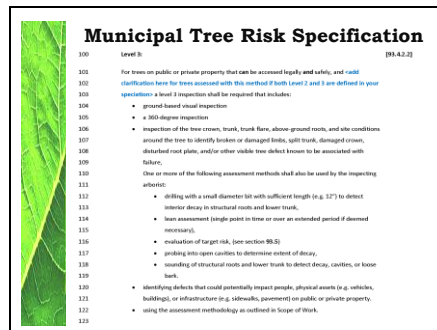 Municipal Tree Risk Specification
100 Level 3: [93.4.2.2]
101 For trees on public or private property that can be accessed legally and safely, and <add
102 clarification here for trees assessed with this method if both Level 2 and 3 are defined in your
103 speciation> a level 3 inspection shall be required that includes:
104 • ground-based visual inspection
105 • a 360-degree inspection
106 • inspection of the tree crown, trunk, trunk flare, above-ground roots, and site conditions
107 around the tree to identify broken or damaged limbs, split trunk, damaged crown,
108 disturbed root plate, and/or other visible tree defect known to be associated with
109 failure,
110 One or more of the following assessment methods shall also be used by the inspecting
111 arborist:
112 • drilling with a small diameter bit with sufficient length (e.g. 12") to detect
113 interior decay in structural roots and lower trunk,
114 • lean assessment (single point in time or over an extended period if deemed
115 necessary),
116 • evaluation of target risk, (see section 93.5)
117 • probing into open cavities to determine extent of decay,
118 • sounding of structural roots and lower trunk to detect decay, cavities, or loose
119 bark.
120 • identifying defects that could potentially impact people, physical assets (e.g. vehicles,
121 buildings), or infrastructure (e.g. sidewalks, pavement) on public or private property.
122 • using the assessment methodology as outlined in Scope of Work.
123